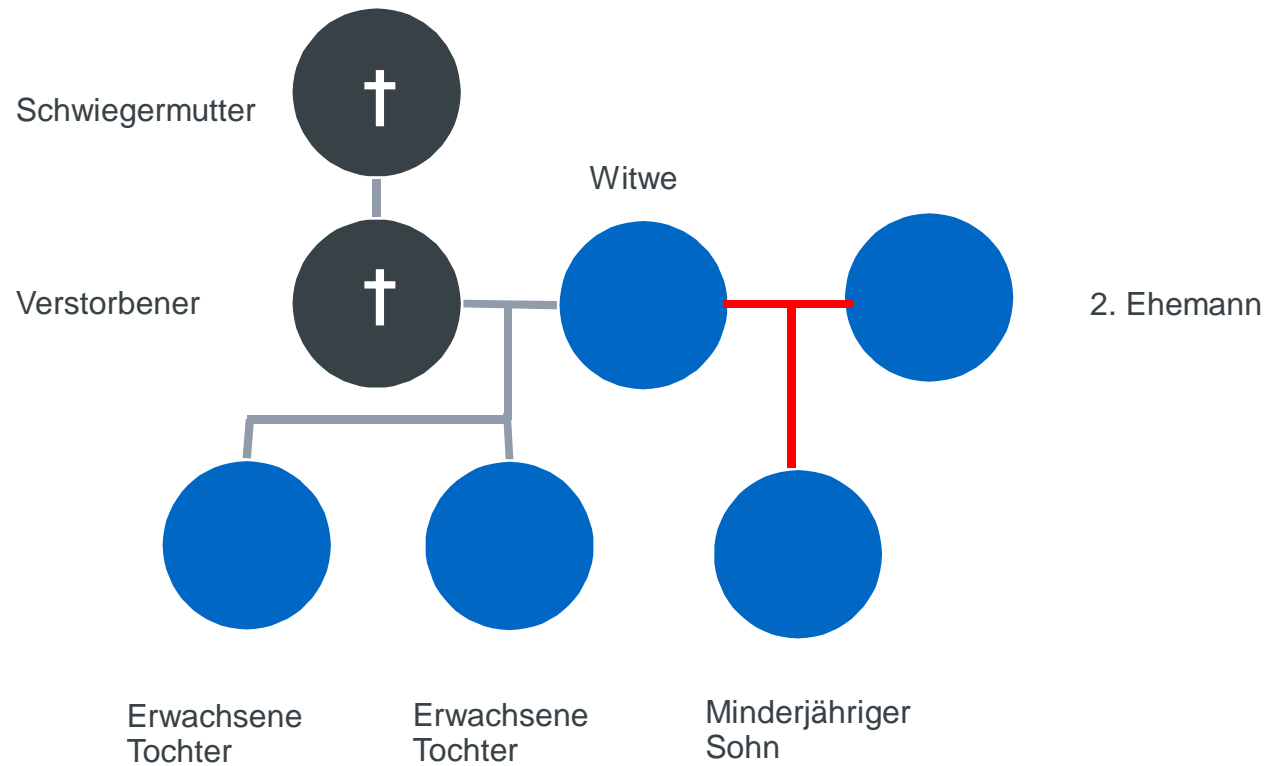 Schwiegermutter
Witwe
Verstorbener
2. Ehemann
Erwachsene
Tochter
Erwachsene
Tochter
Minderjähriger
Sohn